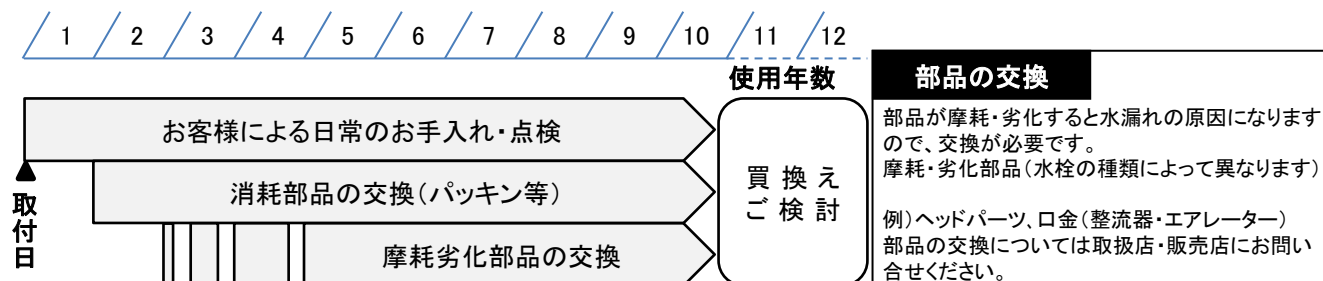 1 2 3 4 5 6 7 8 9 10 11 12
使用年数
お客様による日常のお手入れ・点検
取付日
消耗部品の交換(パッキン等)
摩耗劣化部品の交換
買換え
ご検討
部品の交換
部品が摩耗・劣化すると水漏れの原因になります
ので、交換が必要です。
摩耗・劣化部品(水栓の種類によって異なります)
例)ヘッドパーツ、口金(整流器・エアレーター)
部品の交換については取扱店・販売店にお問い
合せください。